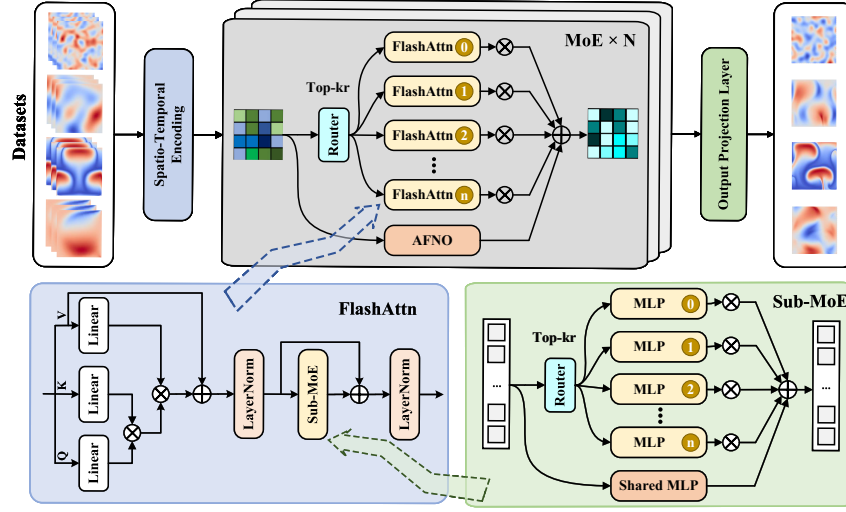 Datasets
Spatio-Temporal
Encoding
MoE × N
Top-kr
Router
FlashAttn 0
FlashAttn 1
FlashAttn 2
FlashAttn n
AFNO
Output Projection Layer
FlashAttn
V
Linear
K
Linear
Q
Linear
LayerNorm
Sub-MoE
LayerNorm
Sub-MoE
Top-kr
Router
MLP 0
MLP 1
MLP 2
MLP n
Shared MLP
...
...